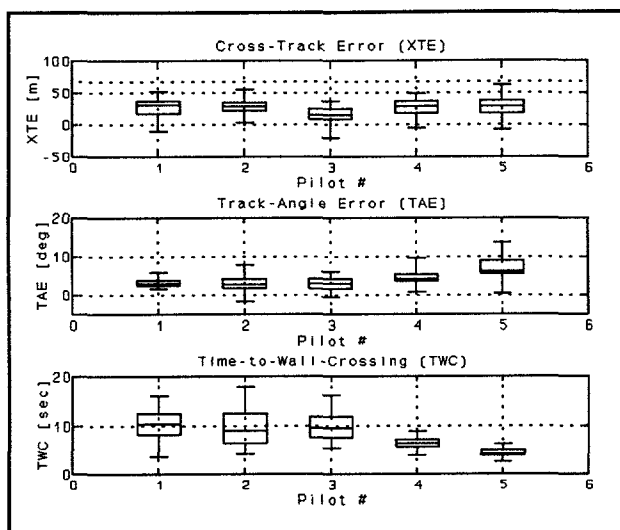 Cross-Track Error (XTE)
100
50
0
-50
XTE [m]
0 1 2 3 4 5 6
Pilot #
Track-Angle Error (TAE)
20
10
0
TAE [deg]
0 1 2 3 4 5 6
Pilot #
Time-to-Wall-Crossing (TWC)
20
10
0
TWC [sec]
0 1 2 3 4 5 6
Pilot #